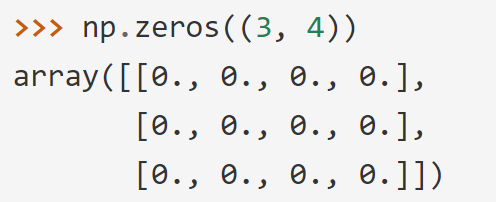 >>> np.zeros((3, 4))
array([[0., 0., 0., 0.],
       [0., 0., 0., 0.],
       [0., 0., 0., 0.]])